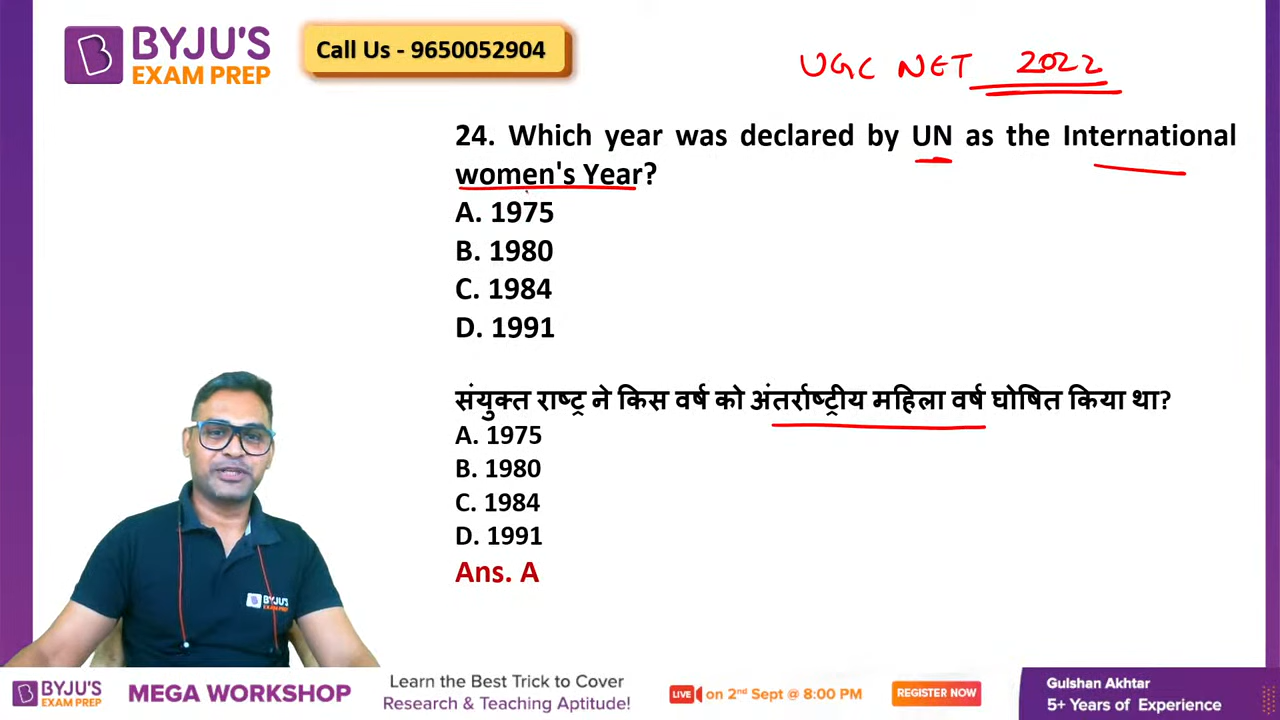 BYJU'S
EXAM PREP
Call Us - 9650052904
UGC NET 2022
24. Which year was declared by UN as the International
women's Year?
A. 1975
B. 1980
C. 1984
D. 1991
संयुक्त राष्ट्र ने किस वर्ष को अंतर्राष्ट्रीय महिला वर्ष घोषित किया था?
A. 1975
B. 1980
C. 1984
D. 1991
Ans. A
BYJU'S
EXAM PREP
BYJU'S
EXAM PREP
MEGA WORKSHOP
Learn the Best Trick to Cover
Research & Teaching Aptitude!
LIVE on 2nd Sept @ 8:00 PM
REGISTER NOW
Gulshan Akhtar
5+ Years of Experience